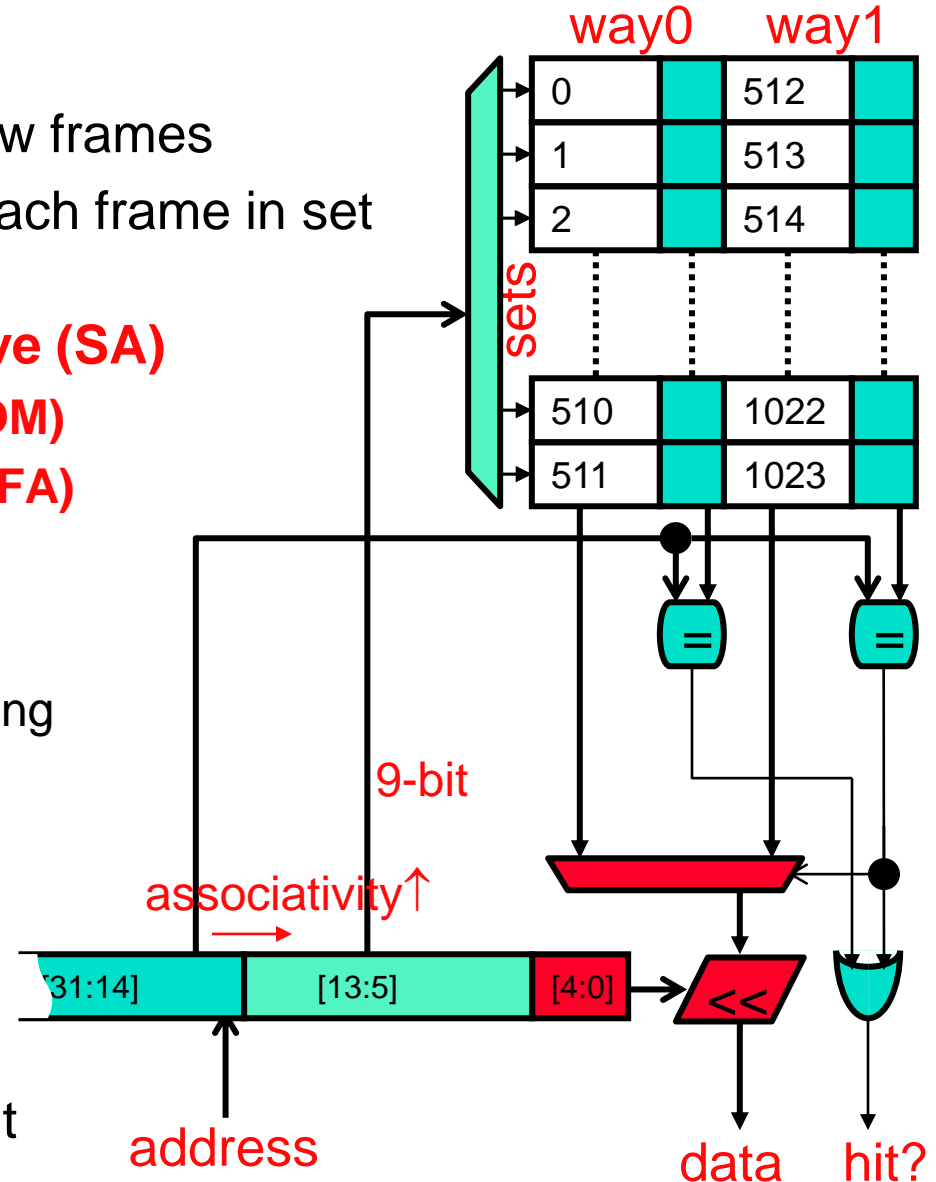 way0 way1
0 512
w frames
1 513
ach frame in set
2 514
sets
ve (SA)
DM)
510 1022
FA)
511 1023
= =
ng
9-bit
associativity↑
[31:14] [13:5] [4:0] <<
t
address
data hit?